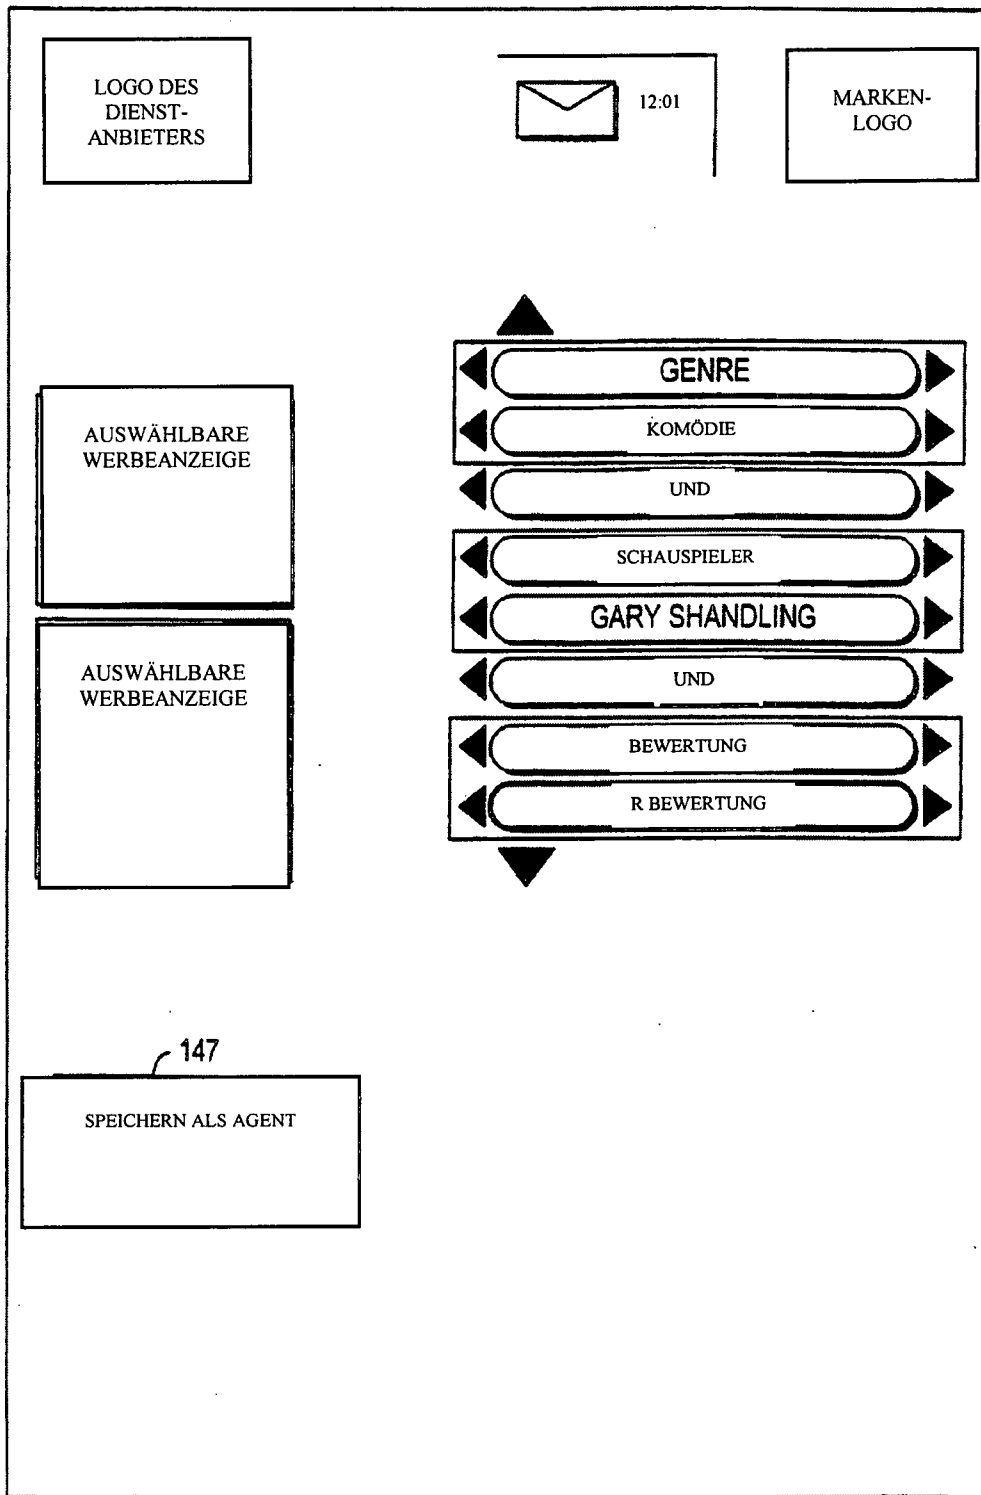 LOGO DES
DIENST-
ANBIETERS
12:01
MARKEN-
LOGO
GENRE
KOMÖDIE
UND
SCHAUSPIELER
GARY SHANDLING
UND
BEWERTUNG
R BEWERTUNG
AUSWÄHLBARE
WERBEANZEIGE
AUSWÄHLBARE
WERBEANZEIGE
147
SPEICHERN ALS AGENT